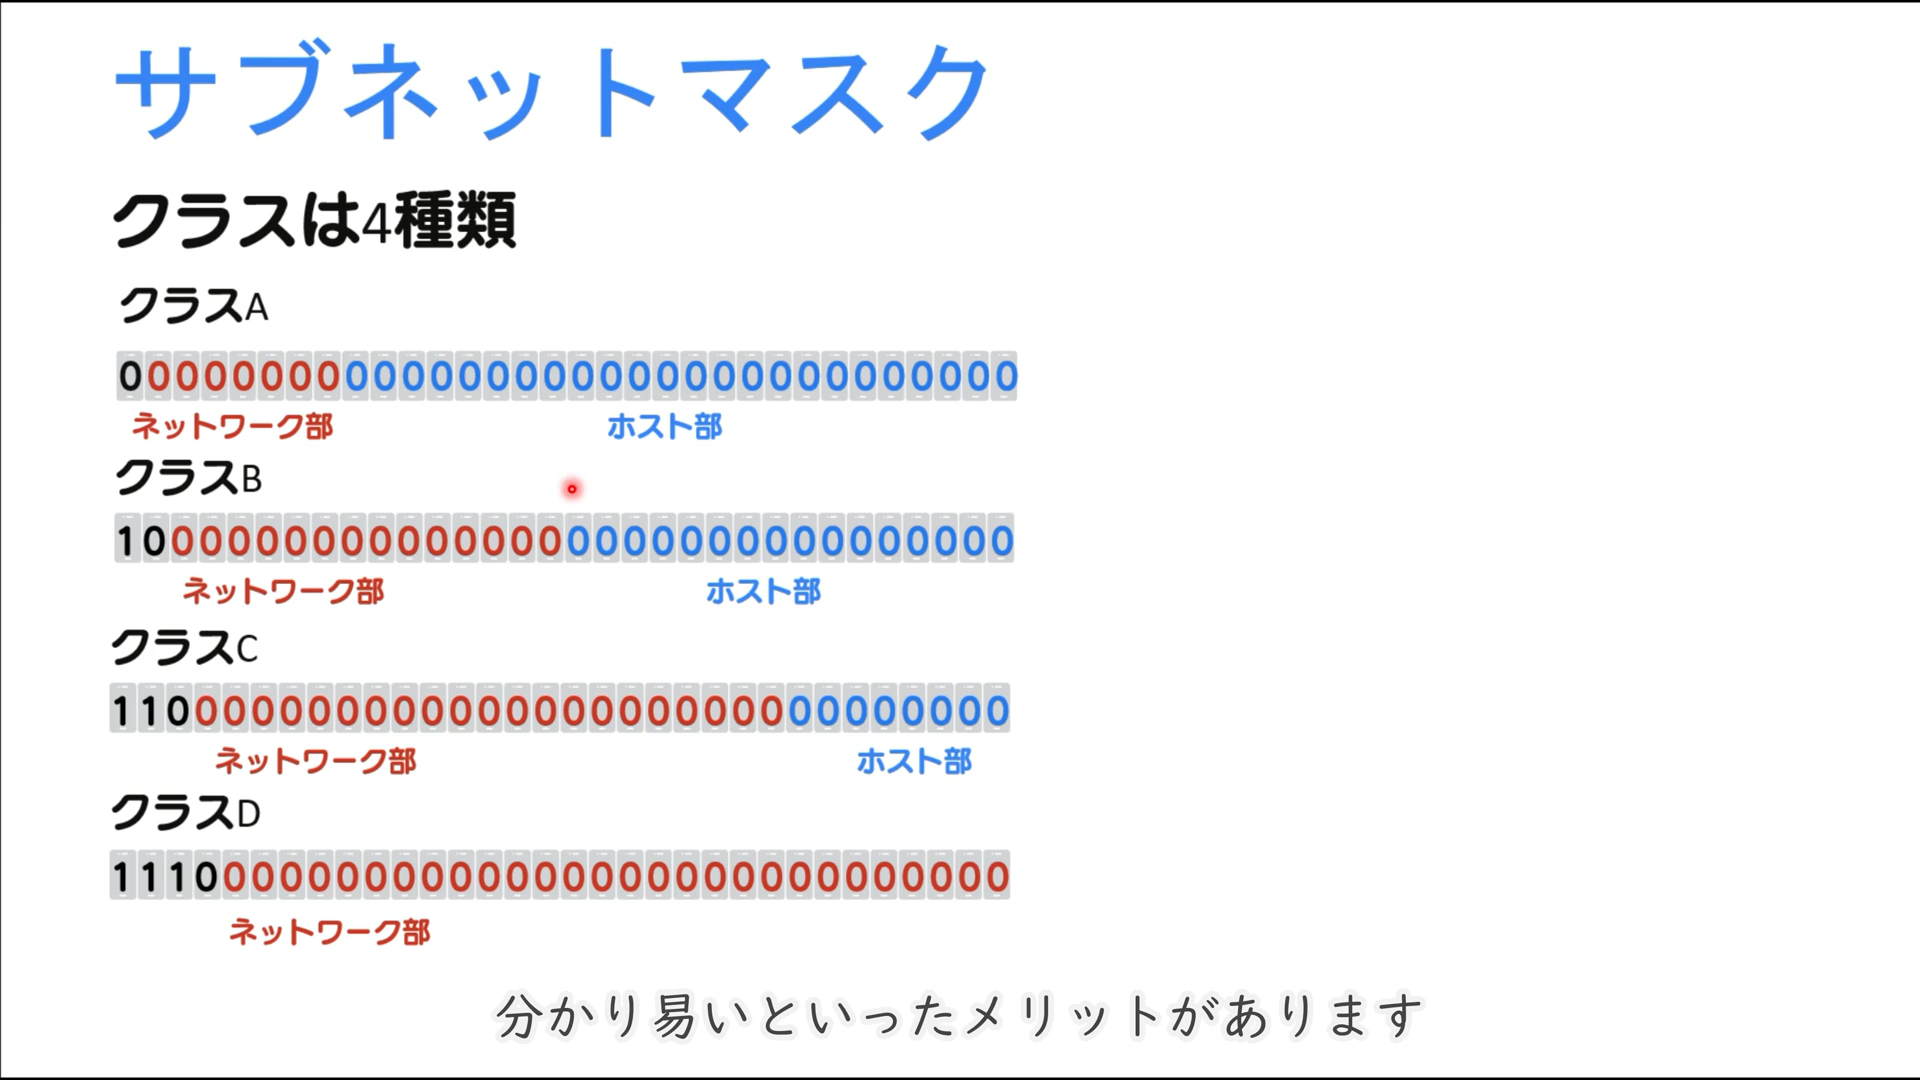 サブネットマスク
クラスは4種類
クラスA
00000000000000000000000000000000
ネットワーク部 ホスト部
クラスB
10000000000000000000000000000000
ネットワーク部 ホスト部
クラスC
11000000000000000000000000000000
ネットワーク部 ホスト部
クラスD
11100000000000000000000000000000
ネットワーク部
分かり易いといったメリットがあります